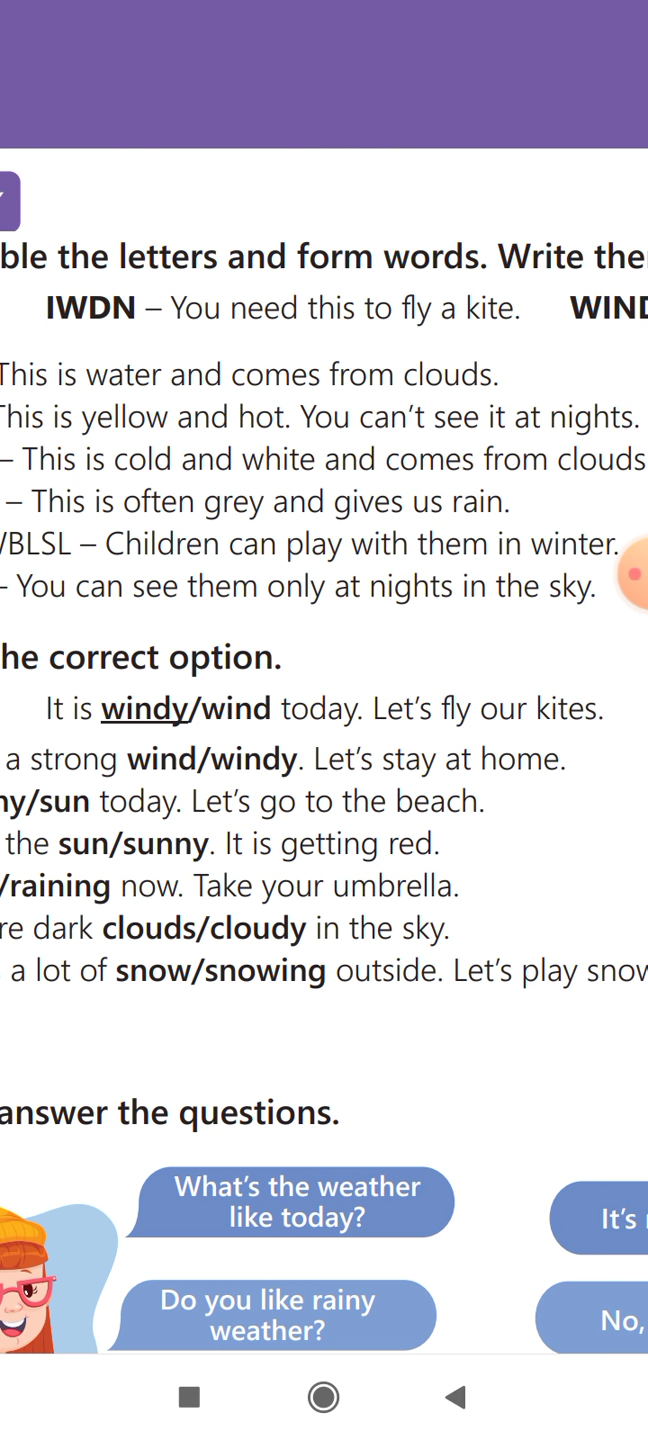 ble the letters and form words. Write the
IWDN – You need this to fly a kite. WIND
This is water and comes from clouds.
This is yellow and hot. You can't see it at nights.
– This is cold and white and comes from clouds
– This is often grey and gives us rain.
WBLSL – Children can play with them in winter.
– You can see them only at nights in the sky.
he correct option.
It is windy/wind today. Let's fly our kites.
a strong wind/windy. Let's stay at home.
ny/sun today. Let's go to the beach.
the sun/sunny. It is getting red.
/raining now. Take your umbrella.
re dark clouds/cloudy in the sky.
a lot of snow/snowing outside. Let's play snow
answer the questions.
What's the weather
like today?
It's
Do you like rainy
weather?
No,